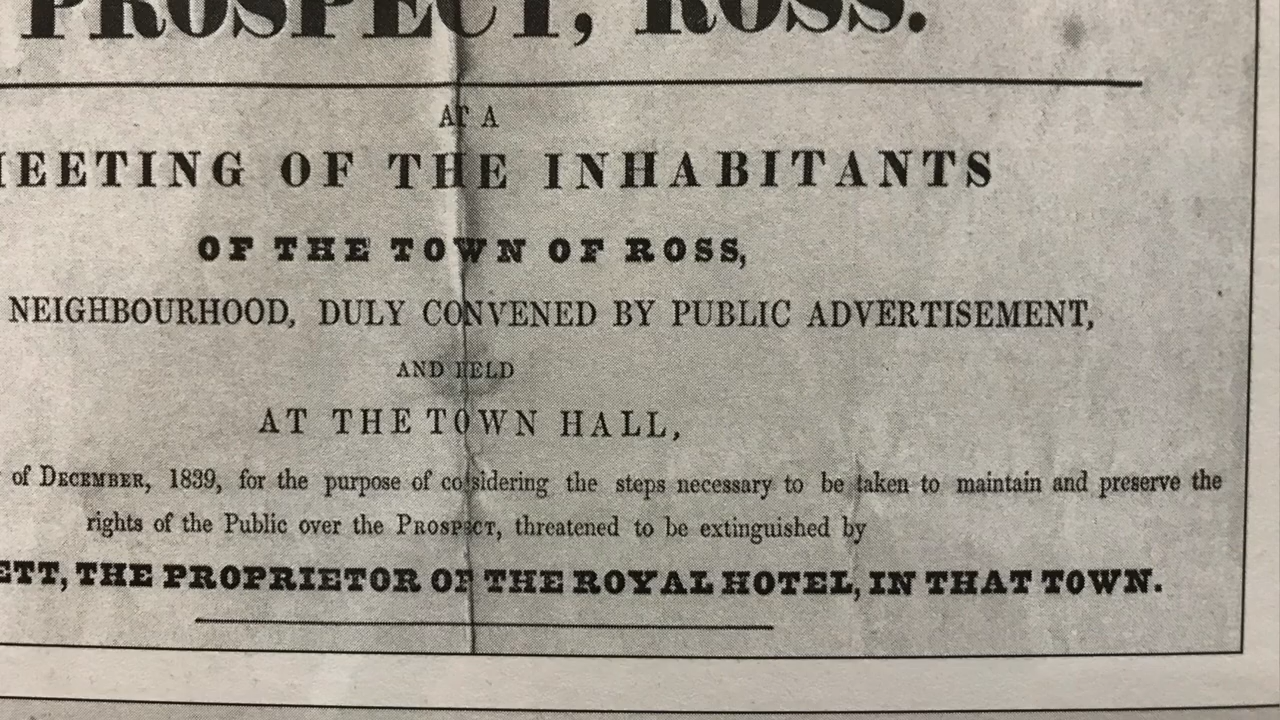 PROSPECT, ROSS.
AT A
MEETING OF THE INHABITANTS
OF THE TOWN OF ROSS,
NEIGHBOURHOOD, DULY CONVENED BY PUBLIC ADVERTISEMENT,
AND HELD
AT THE TOWN HALL,
of DECEMBER, 1839, for the purpose of considering the steps necessary to be taken to maintain and preserve the
rights of the Public over the PROSPECT, threatened to be extinguished by
ETT, THE PROPRIETOR OF THE ROYAL HOTEL, IN THAT TOWN.